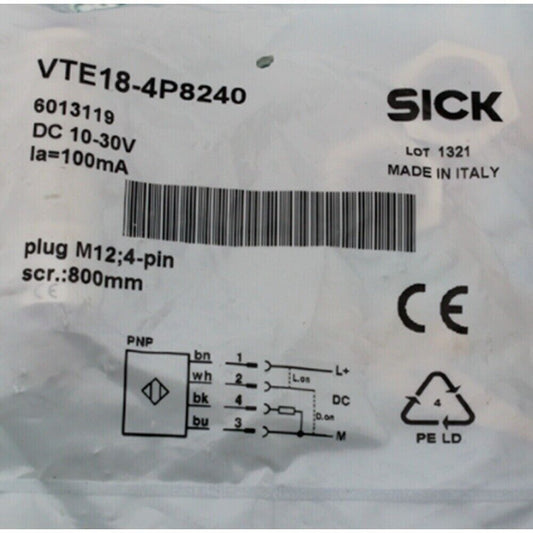 VTE18-4P8240
6013119
DC 10-30V
Ia=100mA
SICK
LOT 1321
MADE IN ITALY
plug M12;4-pin
scr.:800mm
CE
PNP
bn 1 L+
wh 2 L.on DC
bk 4 D.on
bu 3 M
4
PE LD